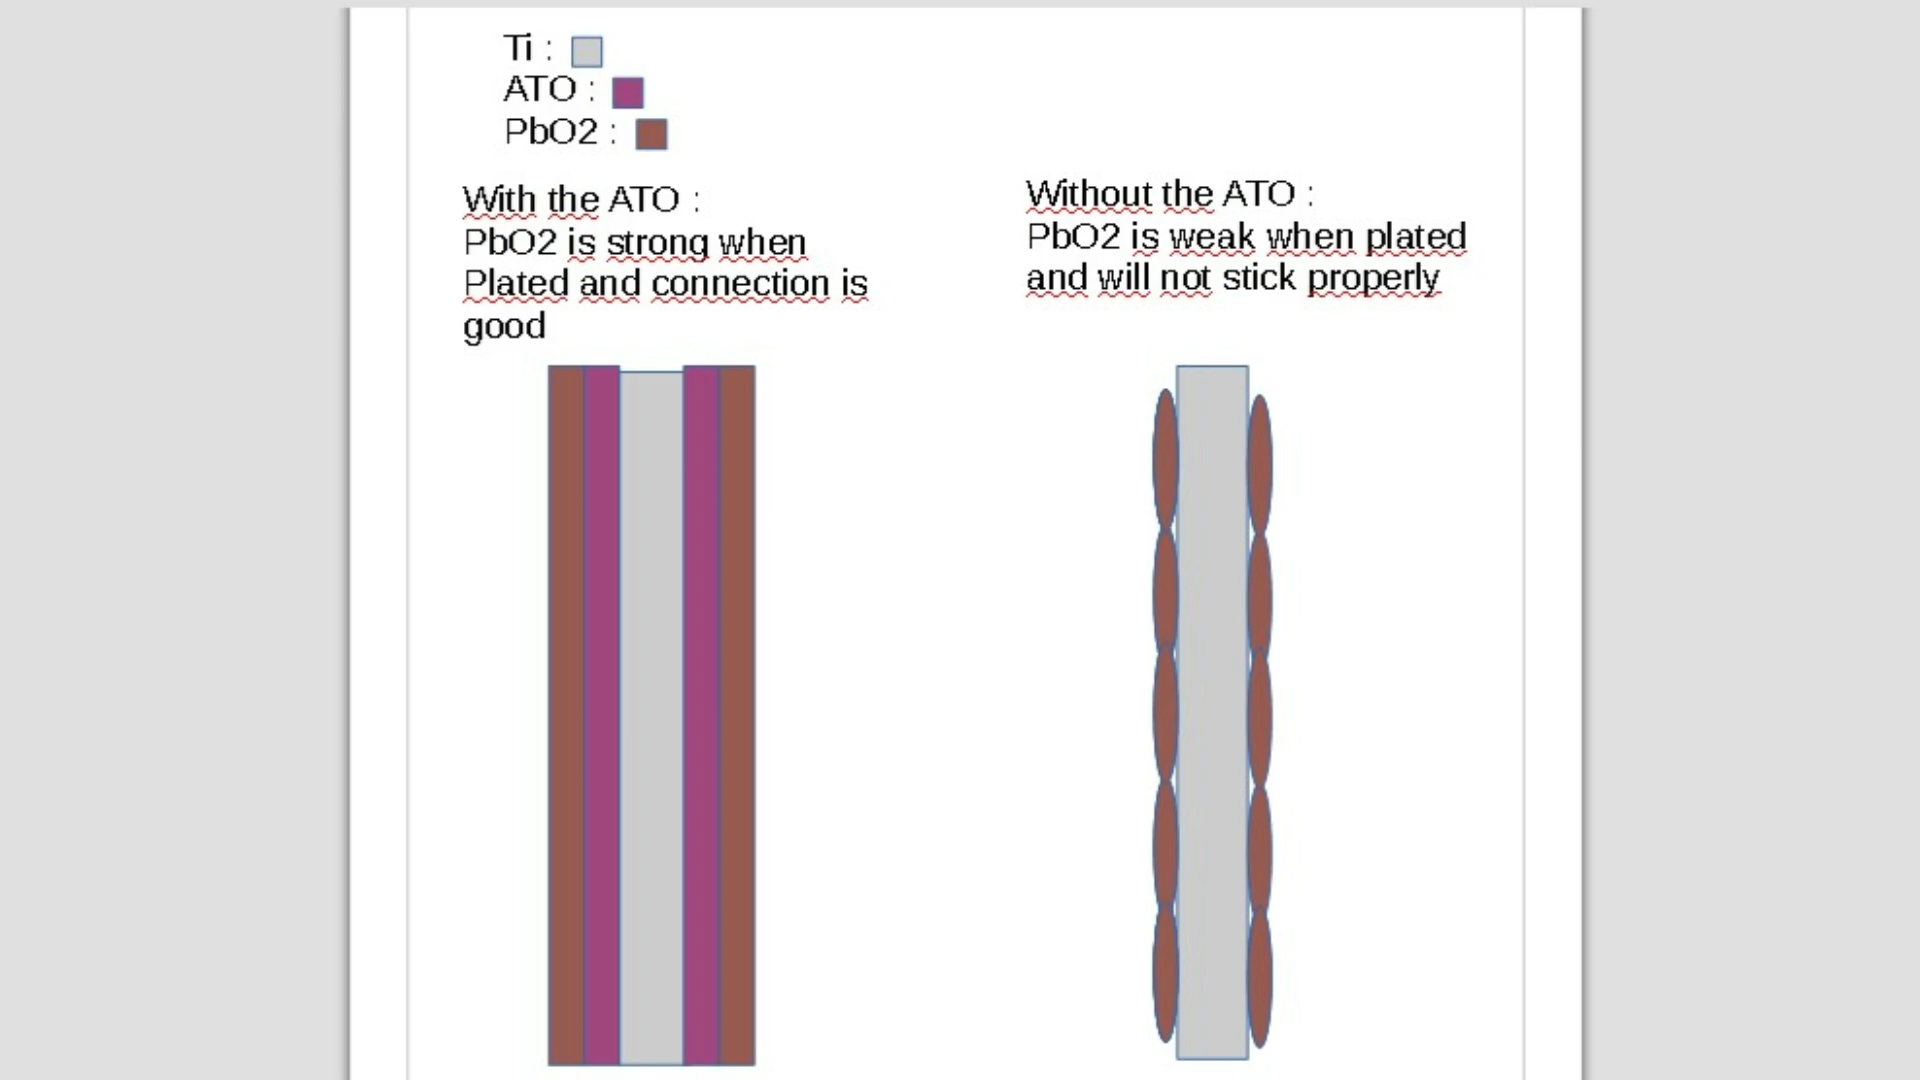 Ti :
ATO :
PbO2 :
With the ATO :
PbO2 is strong when
Plated and connection is
good
Without the ATO :
PbO2 is weak when plated
and will not stick properly